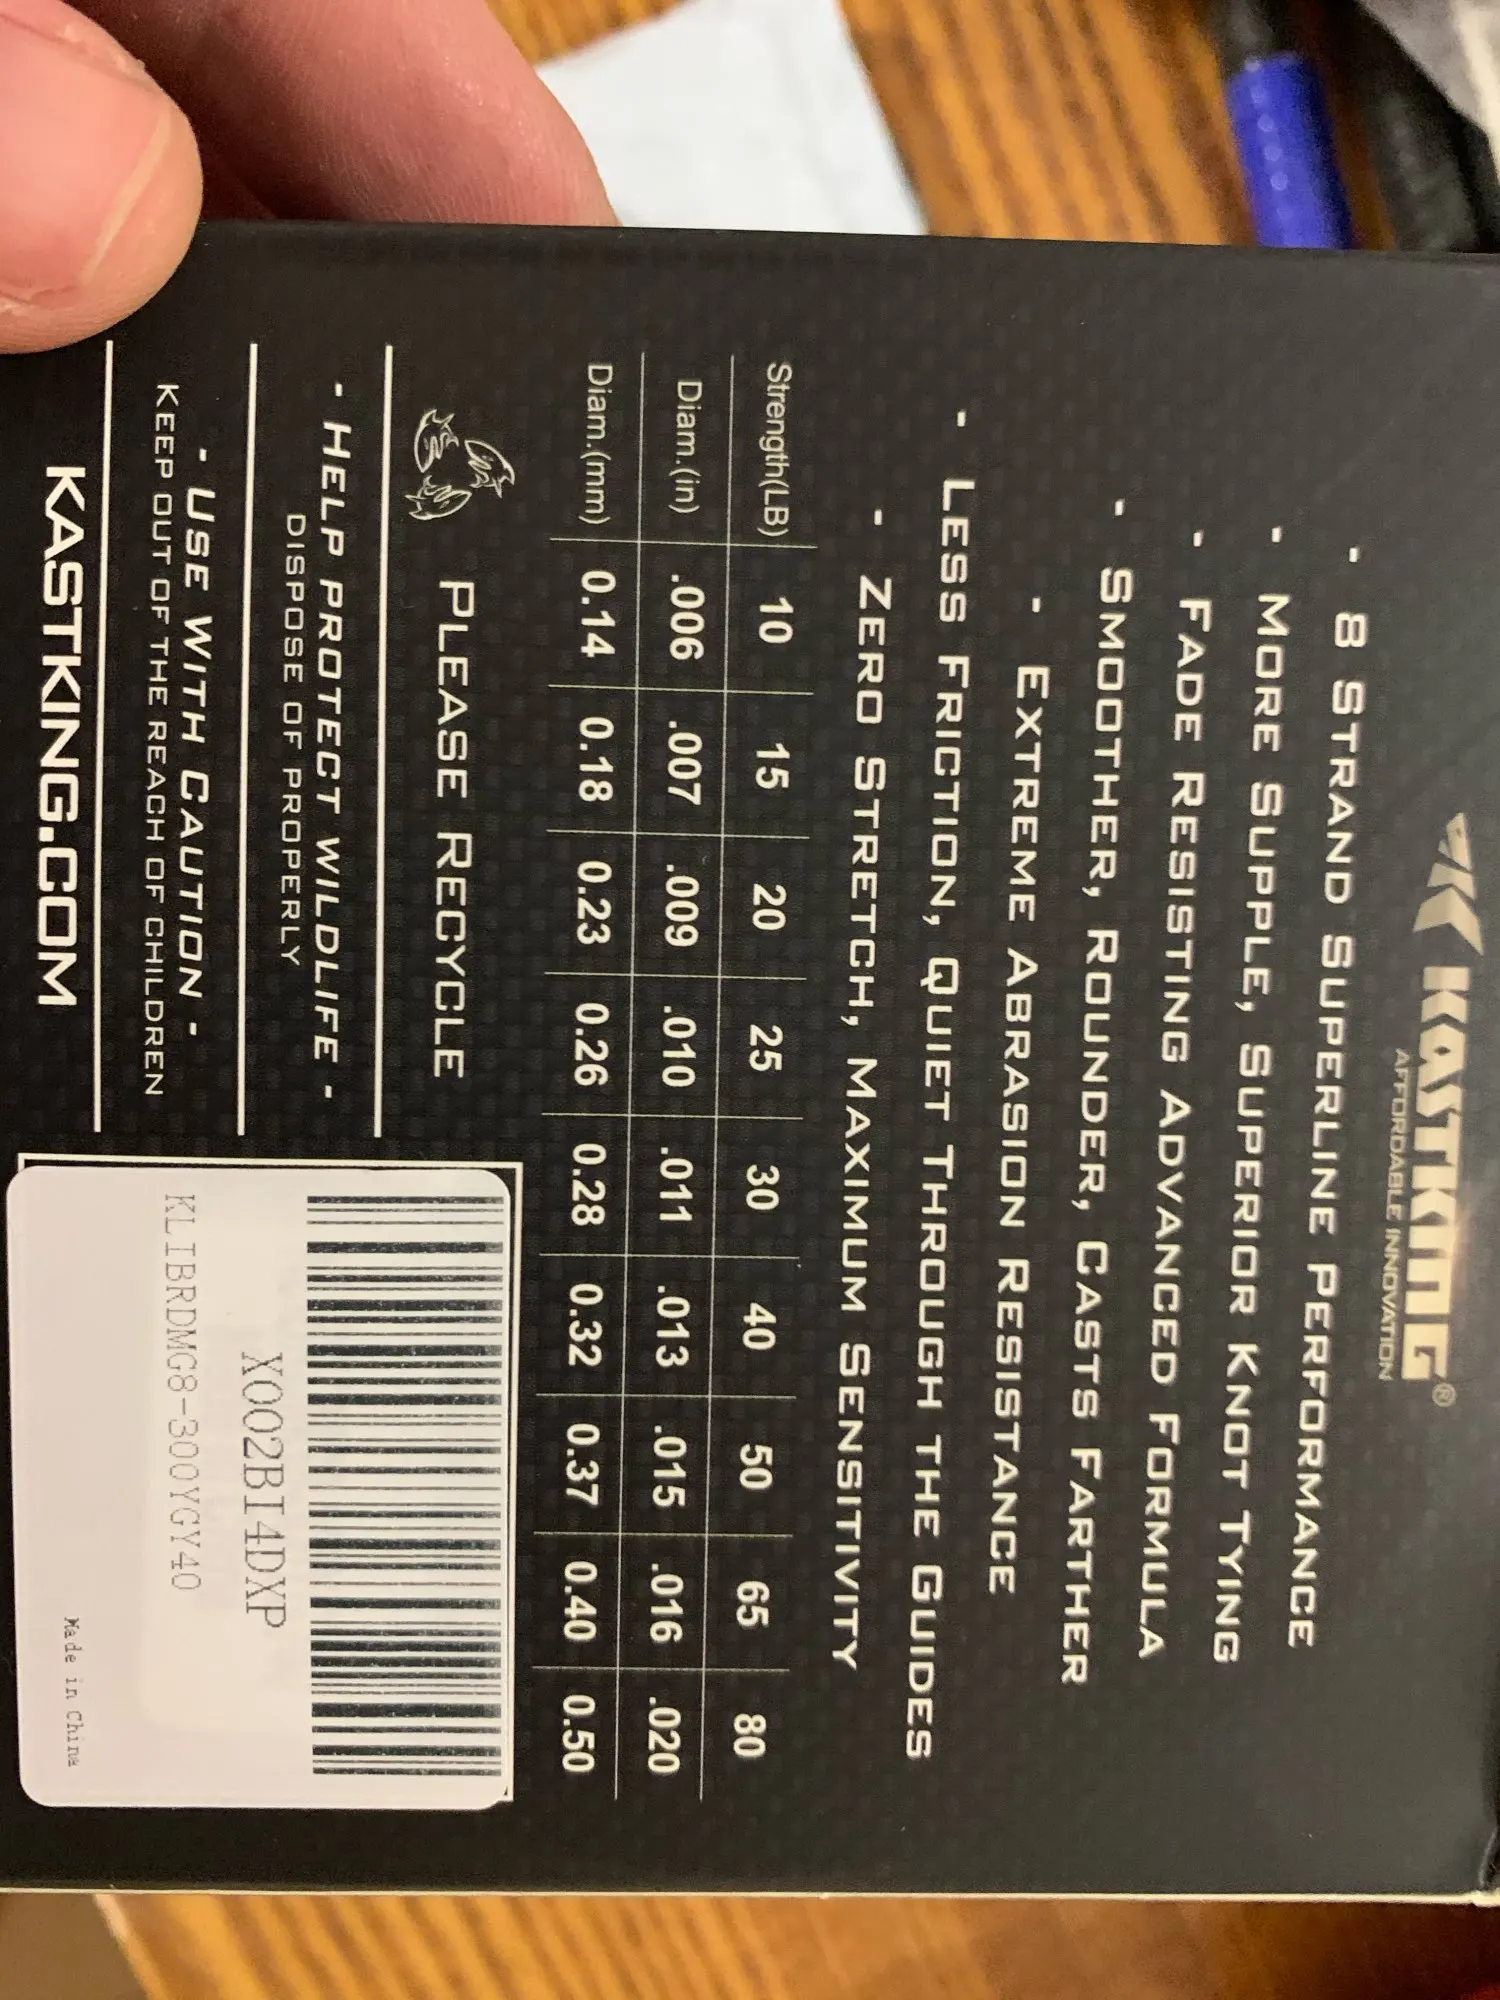 KASTKING®
AFFORDABLE INNOVATION
- 8 STRAND SUPERLINE PERFORMANCE
- MORE SUPPLE, SUPERIOR KNOT TYING
- FADE RESISTING ADVANCED FORMULA
- SMOOTHER, ROUNDER, CASTS FARTHER
- EXTREME ABRASION RESISTANCE
- LESS FRICTION, QUIET THROUGH THE GUIDES
- ZERO STRETCH, MAXIMUM SENSITIVITY
Strength(LB) 10 15 20 25 30 40 50 65 80
Diam.(in) .006 .007 .009 .010 .011 .013 .015 .016 .020
Diam.(mm) 0.14 0.18 0.23 0.26 0.28 0.32 0.37 0.40 0.50
PLEASE RECYCLE
- HELP PROTECT WILDLIFE -
DISPOSE OF PROPERLY
- USE WITH CAUTION -
KEEP OUT OF THE REACH OF CHILDREN
KASTKING.COM
X002BI4DXP
KLIBRDMG8-300YGY40
Made in China